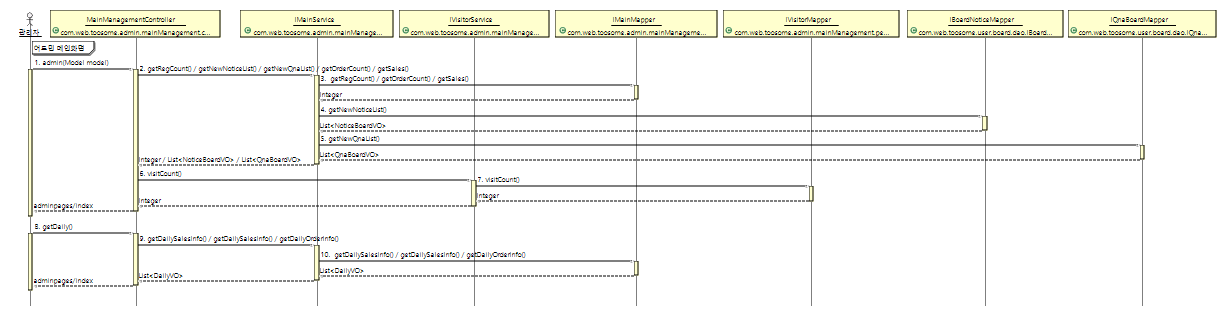 관리자
MainManagementController
com.web.toosome.admin.mainManagement.c...
IMainService
com.web.toosome.admin.mainManage...
IVisitorService
com.web.toosome.admin.mainManage...
IMainMapper
com.web.toosome.admin.mainManageme...
IVisitorMapper
com.web.toosome.admin.mainManagement.pe...
IBoardNoticeMapper
com.web.toosome.user.board.dao.IBoard...
IQnaBoardMapper
com.web.toosome.user.board.dao.IQna...
어드민 메인화면
1. admin(Model model)
2. getRegCount() / getNewNoticeList() / getNewQnaList() / getOrderCount() / getSales()
3. getRegCount() / getOrderCount() / getSales()
Integer
4. getNewNoticeList()
List<NoticeBoardVO>
5. getNewQnaList()
List<QnaBoardVO>
Integer / List<NoticeBoardVO> / List<QnaBoardVO>
6. visitCount()
7. visitCount()
Integer
Integer
adminpages/index
8. getDaily()
9. getDailySalesInfo() / getDailySalesInfo() / getDailyOrderInfo()
10. getDailySalesInfo() / getDailySalesInfo() / getDailyOrderInfo()
List<DailyVO>
List<DailyVO>
adminpages/index